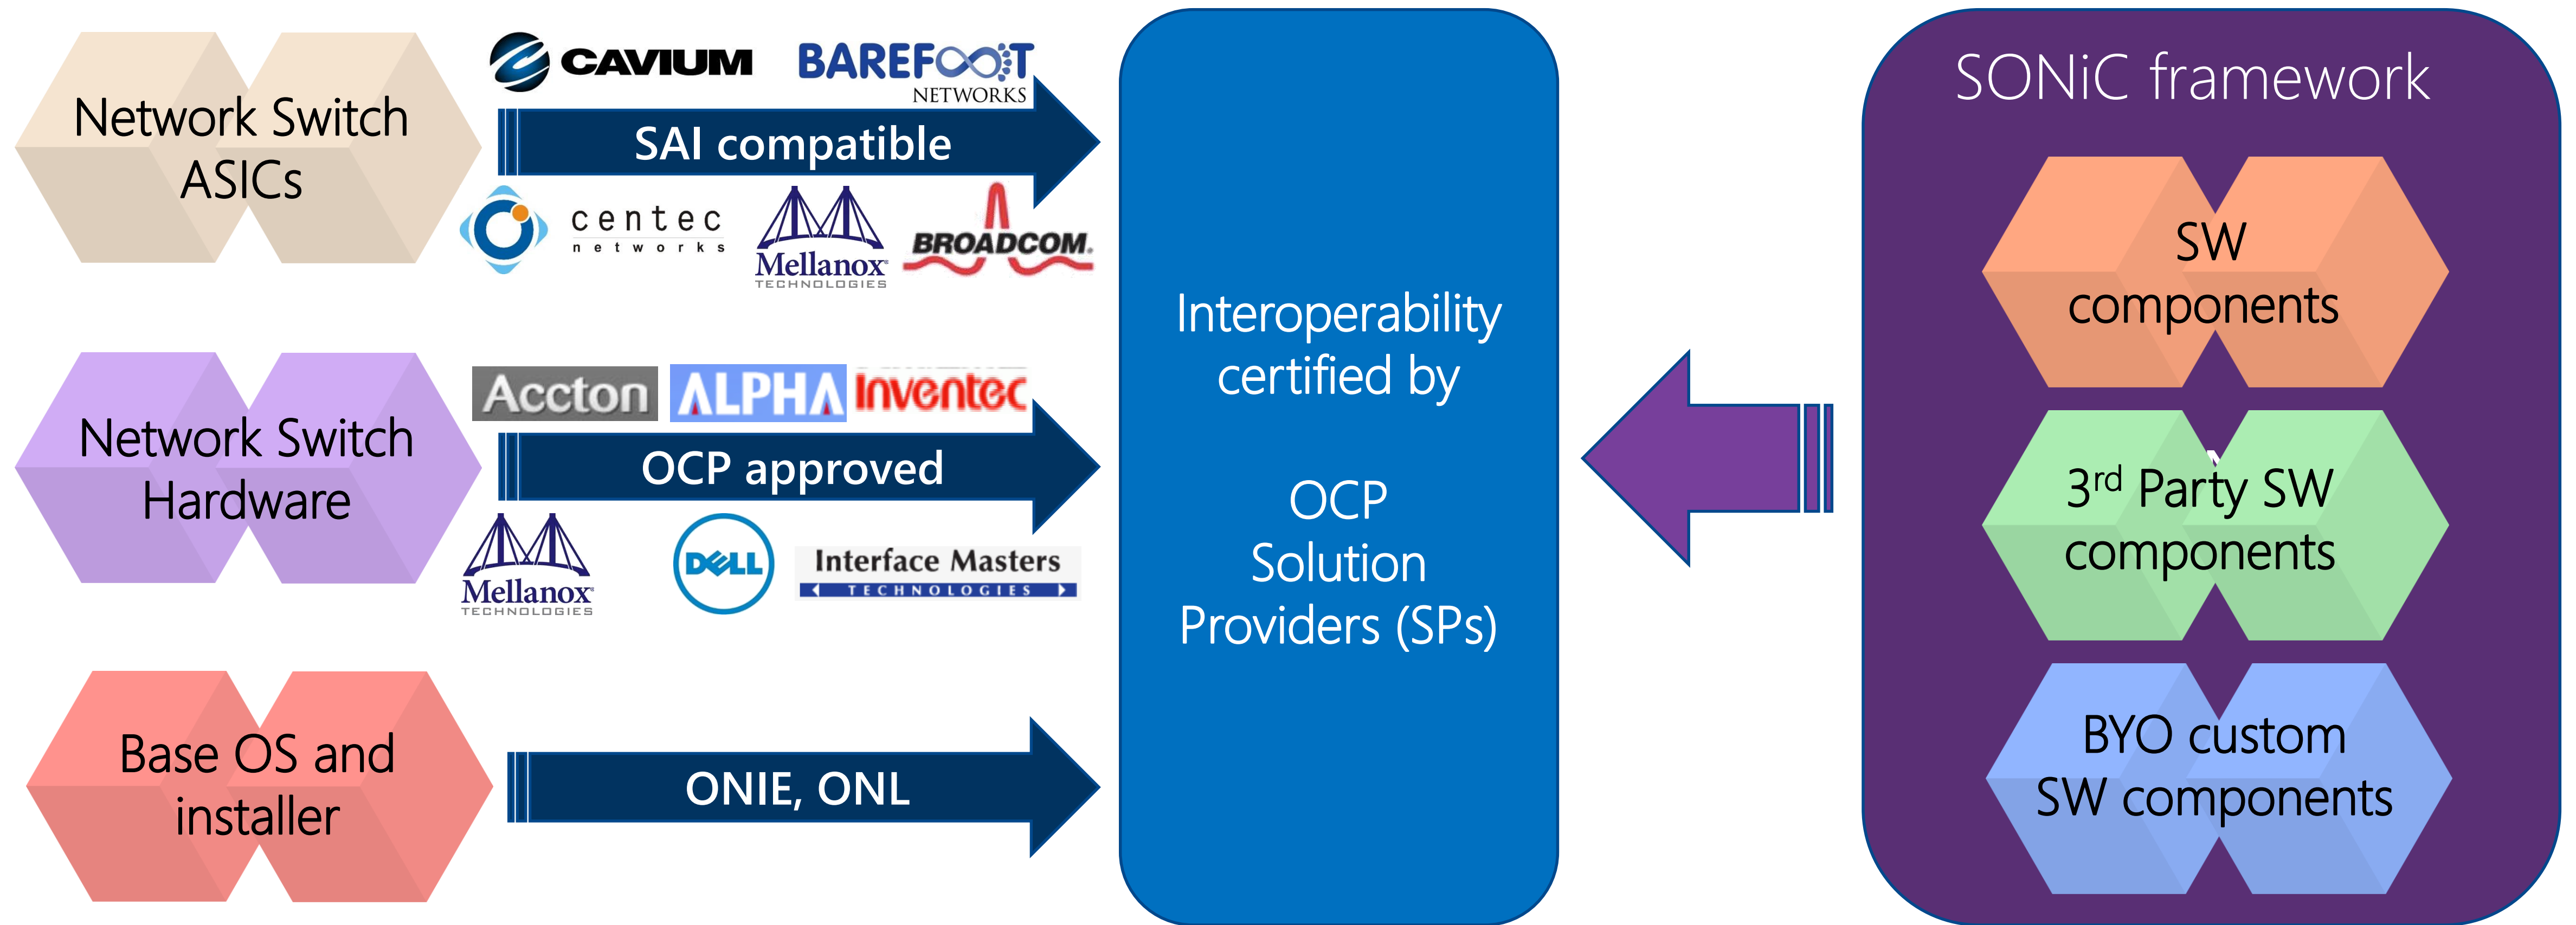 Network Switch
ASICs
CAVIUM
BAREFOOT
NETWORKS
SAI compatible
centec
networks
Mellanox
TECHNOLOGIES
BROADCOM.
Network Switch
Hardware
Accton
ALPHA
Inventec
OCP approved
Mellanox
TECHNOLOGIES
DELL
Interface Masters
TECHNOLOGIES
Base OS and
installer
ONIE, ONL
Interoperability
certified by
OCP
Solution
Providers (SPs)
SONiC framework
SW
components
3rd Party SW
components
BYO custom
SW components